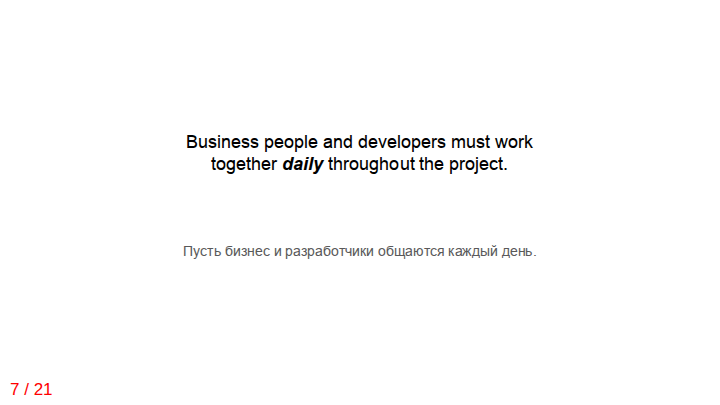 Business people and developers must work
together daily throughout the project.
Пусть бизнес и разработчики общаются каждый день.
7 / 21